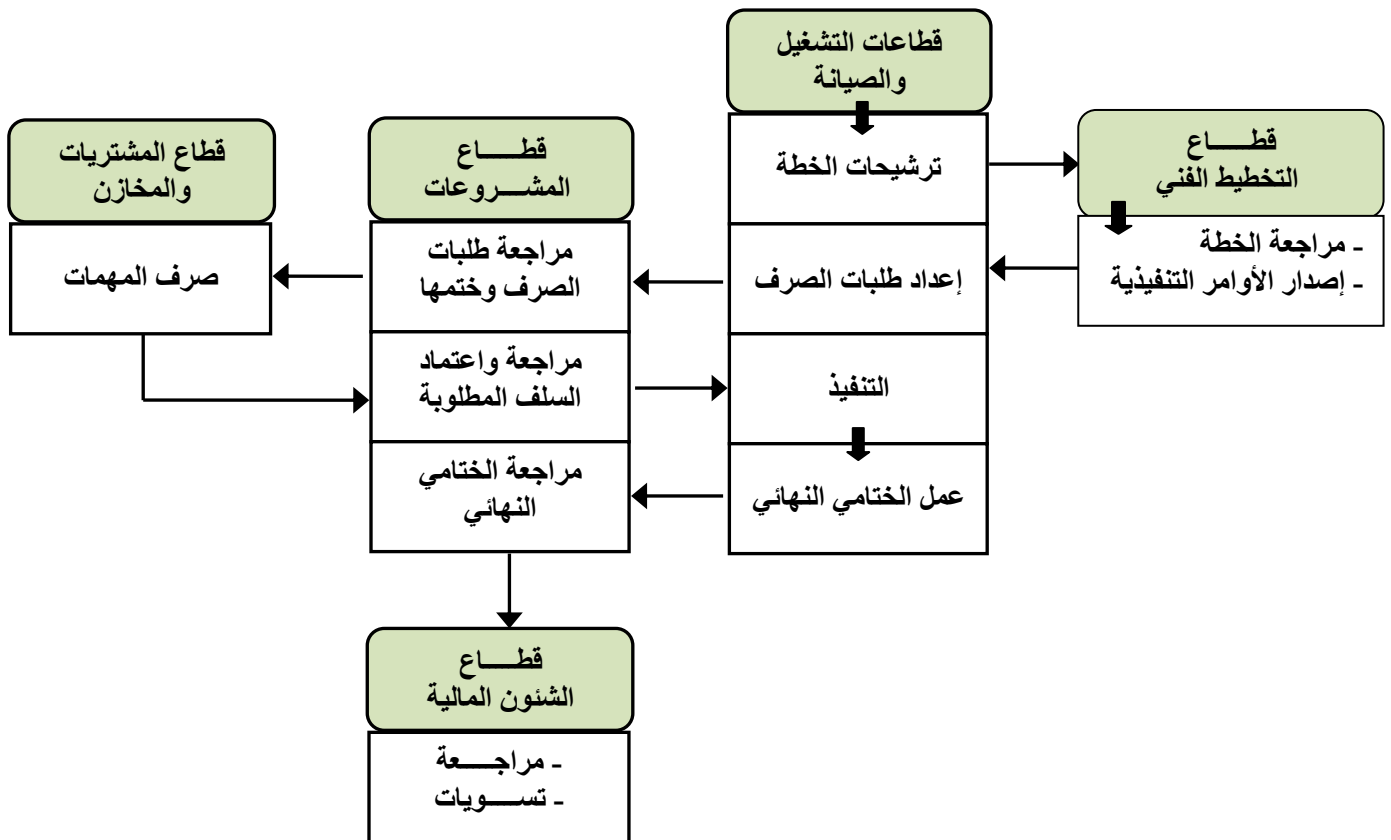 قطاعات التشغيل
والصيانة
ترشيحات الخطة
إعداد طلبات الصرف
التنفيذ
عمل الختامي النهائي
قطـــــاع
التخطيط الفني
- مراجعة الخطة
- إصدار الأوامر التنفيذية
قطـــــاع
المشـــروعات
مراجعة طلبات
الصرف وختمها
مراجعة واعتماد
السلف المطلوبة
مراجعة الختامي
النهائي
قطاع المشتريات
والمخازن
صرف المهمات
قطـــــاع
الشئون المالية
- مراجـــــعة
- تســـــويات